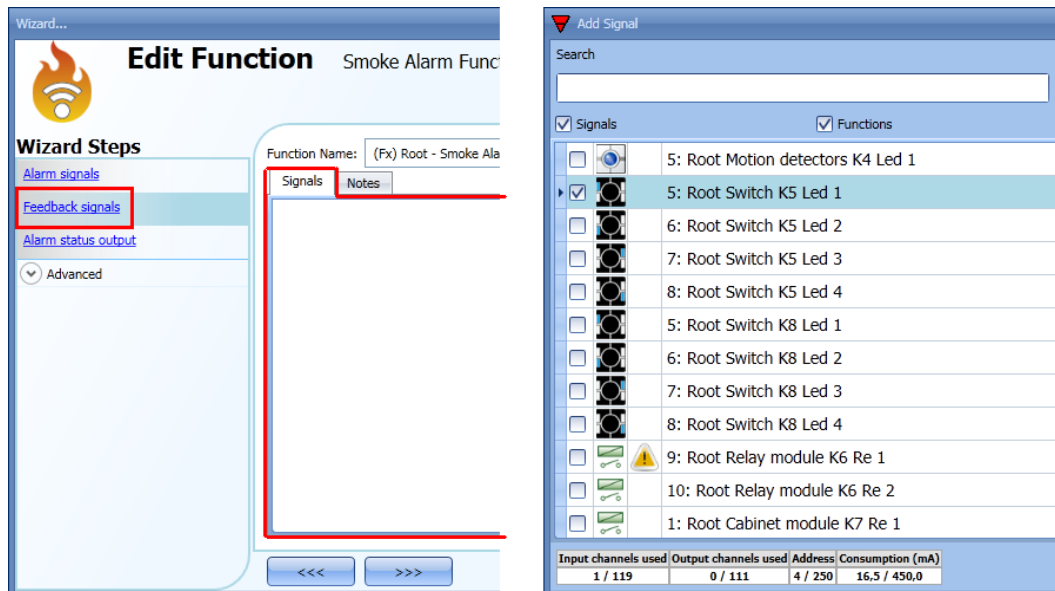 Wizard...
Edit Function Smoke Alarm Func
Wizard Steps
Alarm signals
Feedback signals
Alarm status output
Advanced
Function Name: (Fx) Root - Smoke Ala
Signals Notes
<<< >>>
Add Signal
Search
Signals Functions
5: Root Motion detectors K4 Led 1
5: Root Switch K5 Led 1
6: Root Switch K5 Led 2
7: Root Switch K5 Led 3
8: Root Switch K5 Led 4
5: Root Switch K8 Led 1
6: Root Switch K8 Led 2
7: Root Switch K8 Led 3
8: Root Switch K8 Led 4
9: Root Relay module K6 Re 1
10: Root Relay module K6 Re 2
1: Root Cabinet module K7 Re 1
Input channels used Output channels used Address Consumption (mA)
1 / 119 0 / 111 4 / 250 16,5 / 450,0